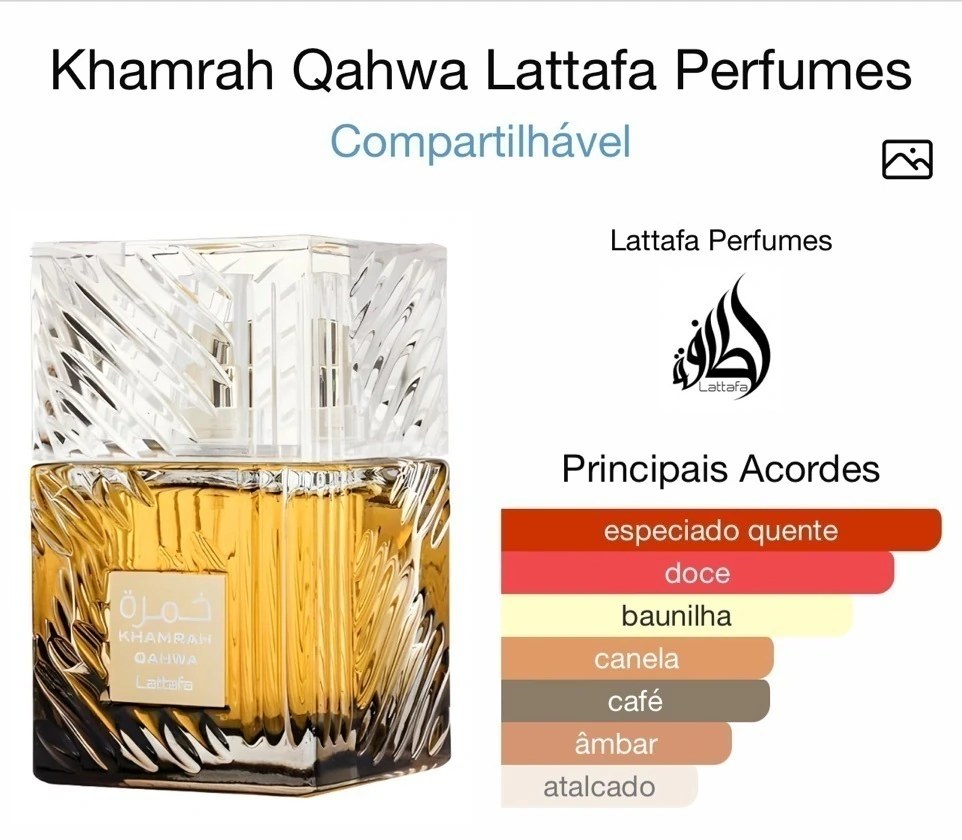 Khamrah Qahwa Lattafa Perfumes
Compartilhável
Lattafa Perfumes
لطافة
Lattafa
Principais Acordes
especiado quente
doce
baunilha
canela
café
âmbar
atalcado
خمرة
KHAMRAH
QAHWA
Lattafa